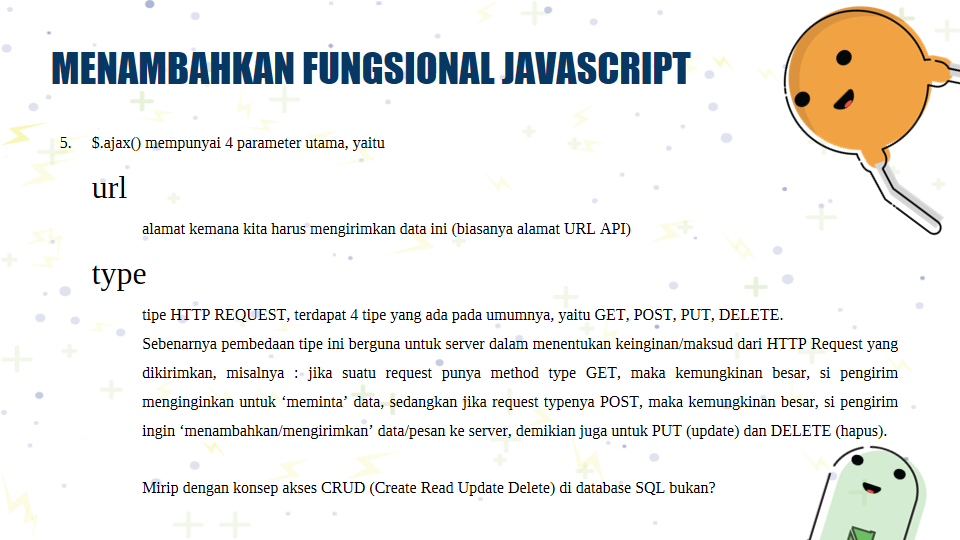 MENAMBAHKAN FUNGSIONAL JAVASCRIPT
5. $.ajax() mempunyai 4 parameter utama, yaitu
url
alamat kemana kita harus mengirimkan data ini (biasanya alamat URL API)
type
tipe HTTP REQUEST, terdapat 4 tipe yang ada pada umumnya, yaitu GET, POST, PUT, DELETE.
Sebenarnya pembedaan tipe ini berguna untuk server dalam menentukan keinginan/maksud dari HTTP Request yang
dikirimkan, misalnya : jika suatu request punya method type GET, maka kemungkinan besar, si pengirim
menginginkan untuk ‘meminta’ data, sedangkan jika request typenya POST, maka kemungkinan besar, si pengirim
ingin ‘menambahkan/mengirimkan’ data/pesan ke server, demikian juga untuk PUT (update) dan DELETE (hapus).
Mirip dengan konsep akses CRUD (Create Read Update Delete) di database SQL bukan?